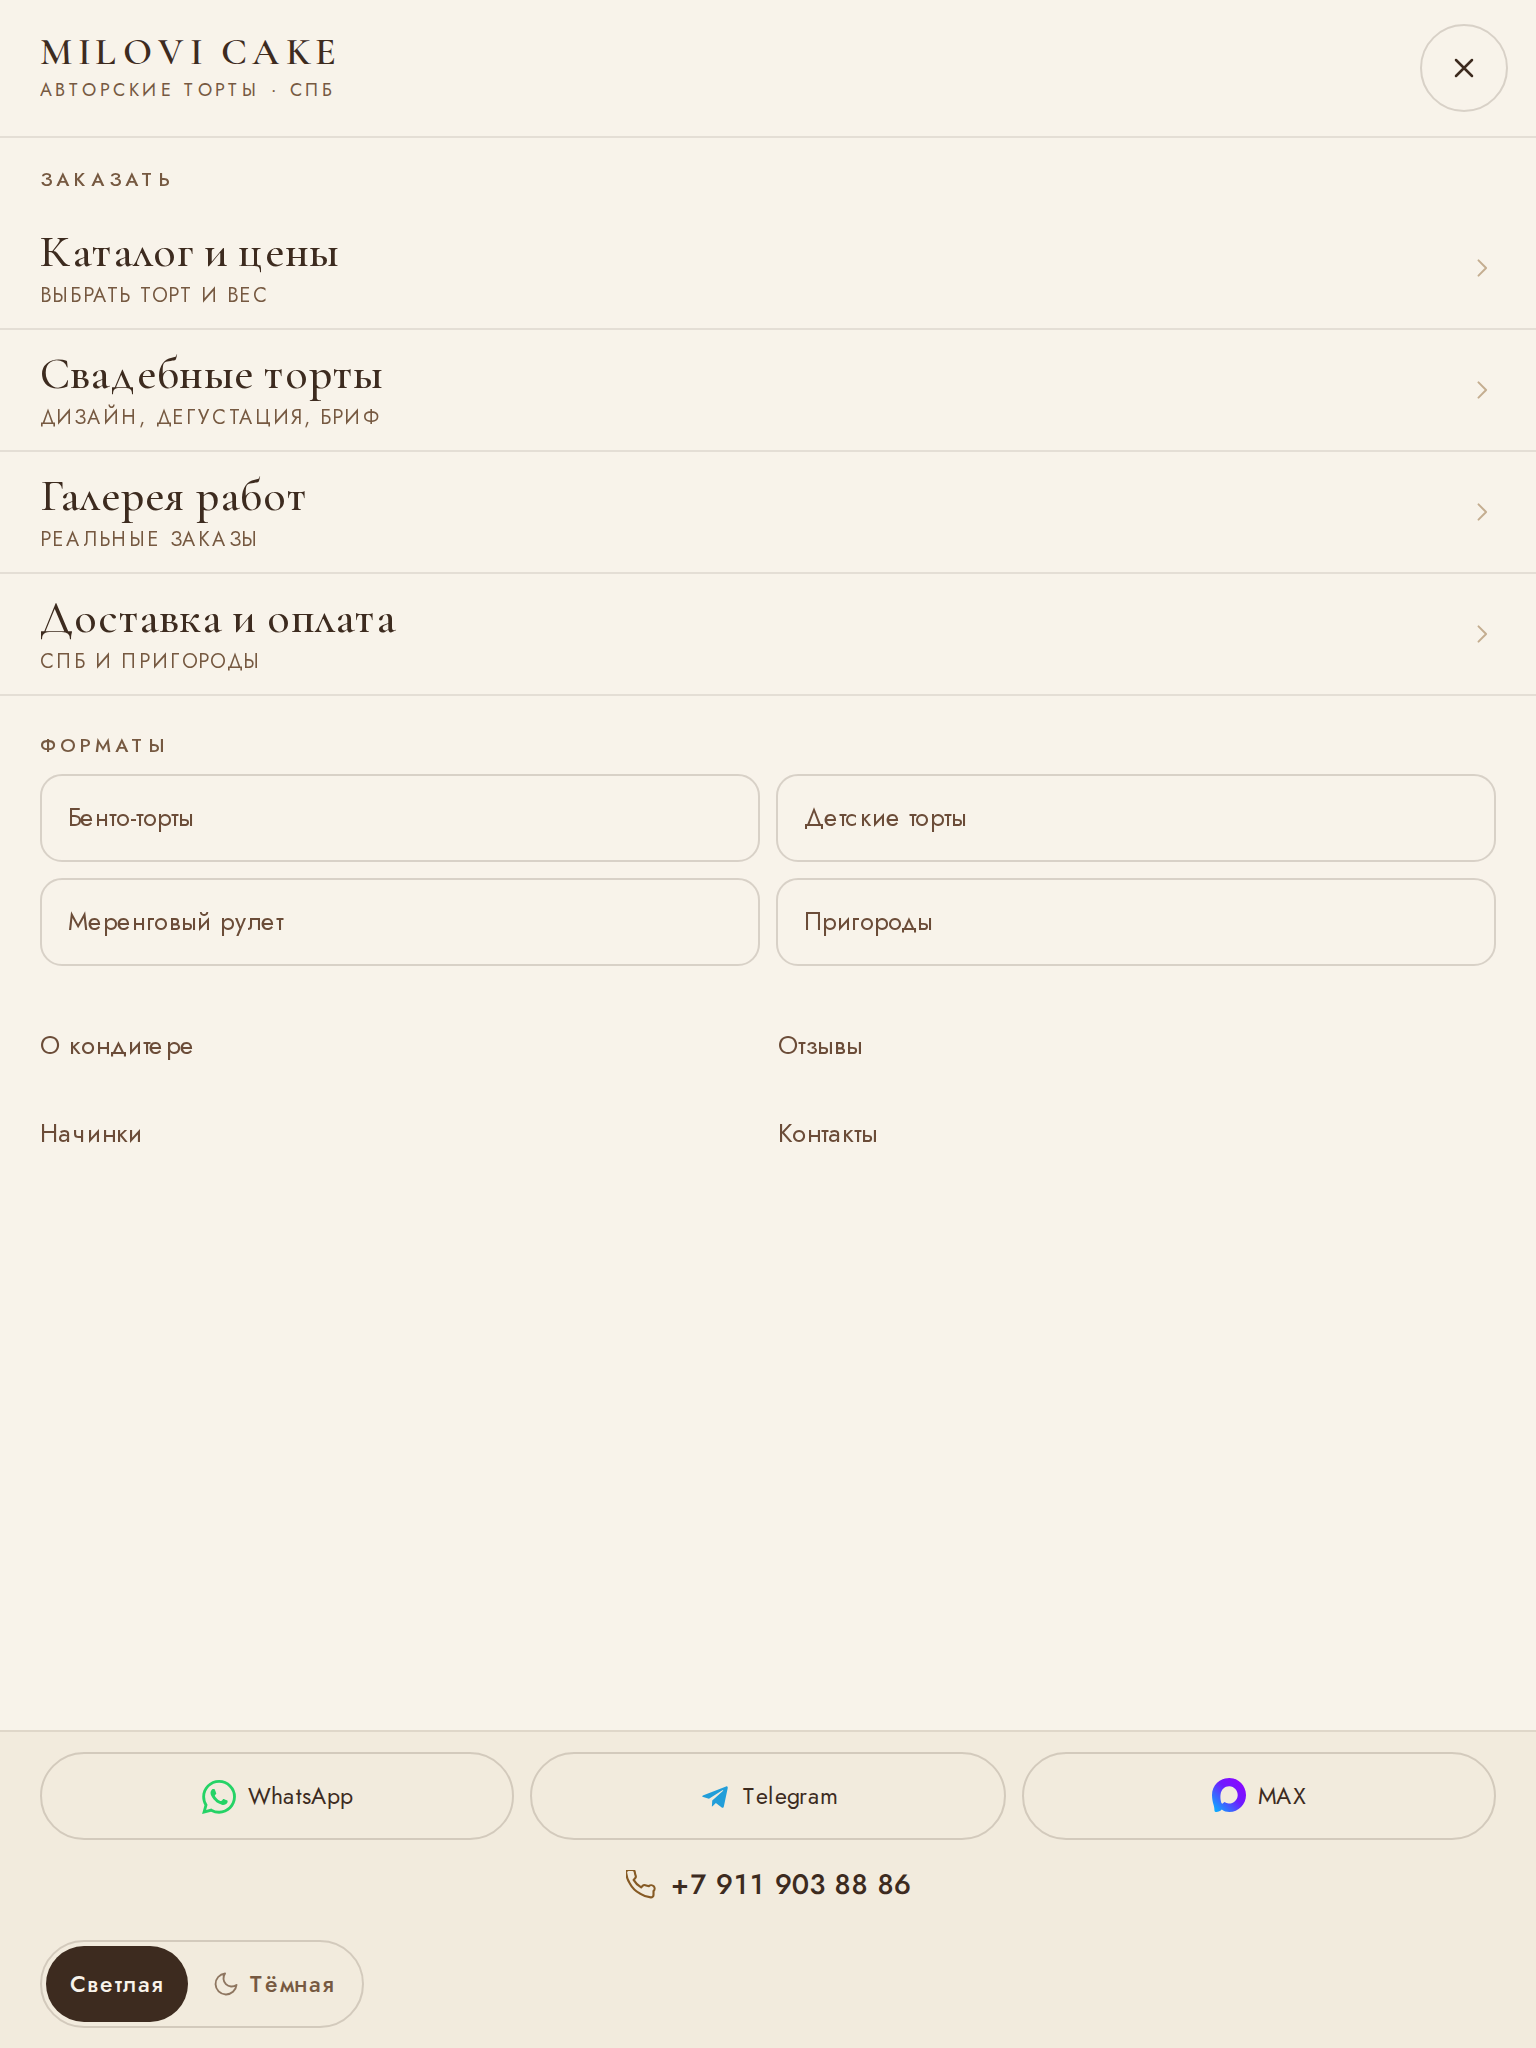 MILOVI CAKE
АВТОРСКИЕ ТОРТЫ · СПБ
ЗАКАЗАТЬ
Каталог и цены
ВЫБРАТЬ ТОРТ И ВЕС
Свадебные торты
ДИЗАЙН, ДЕГУСТАЦИЯ, БРИФ
Галерея работ
РЕАЛЬНЫЕ ЗАКАЗЫ
Доставка и оплата
СПБ И ПРИГОРОДЫ
ФОРМАТЫ
Бенто-торты
Детские торты
Меренговый рулет
Пригороды
О кондитере
Отзывы
Начинки
Контакты
WhatsApp
Telegram
MAX
+7 911 903 88 86
Светлая
Тёмная